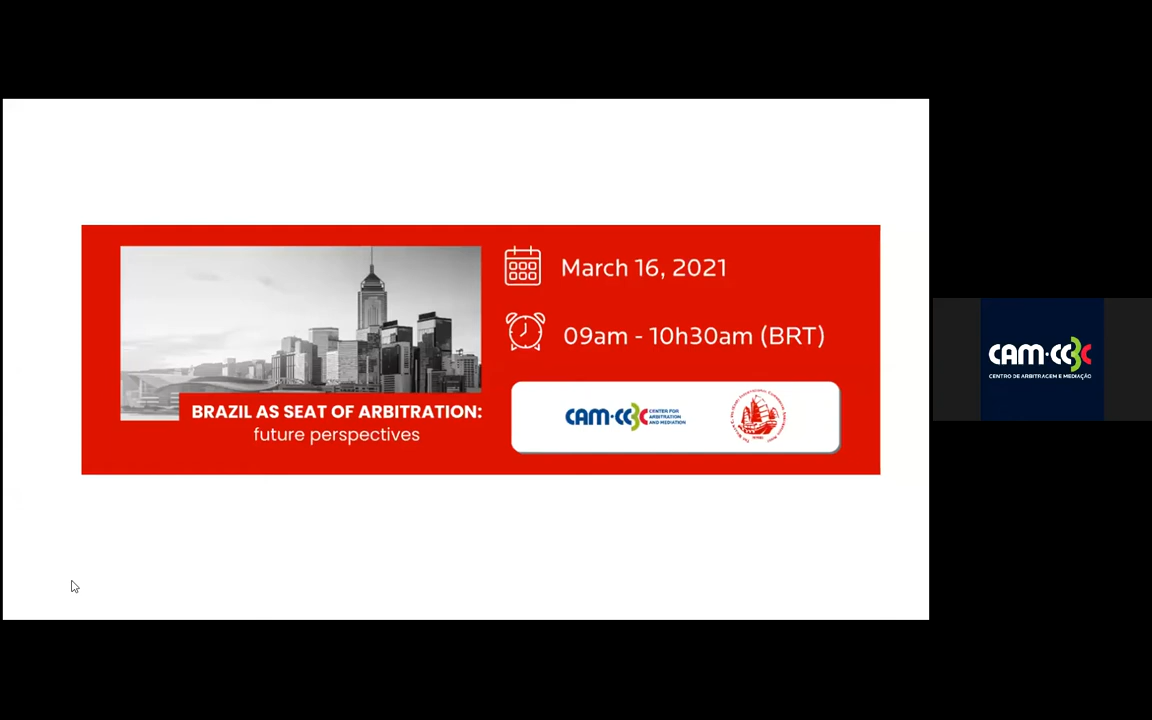 March 16, 2021
09am - 10h30am (BRT)
BRAZIL AS SEAT OF ARBITRATION:
future perspectives
CAM·CCBC
CENTER FOR
ARBITRATION
AND MEDIATION
CAM·CCBC
CENTRO DE ARBITRAGEM E MEDIAÇÃO